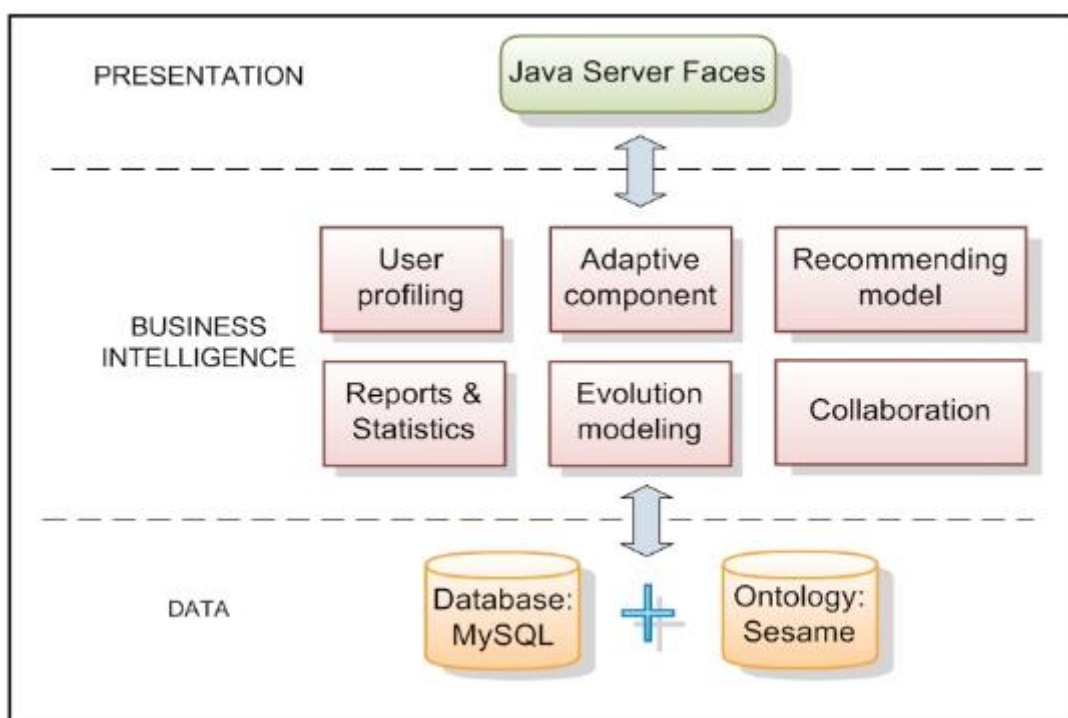 PRESENTATION
Java Server Faces
BUSINESS
INTELLIGENCE
User
profiling
Adaptive
component
Recommending
model
Reports &
Statistics
Evolution
modeling
Collaboration
DATA
Database:
MySQL
Ontology:
Sesame